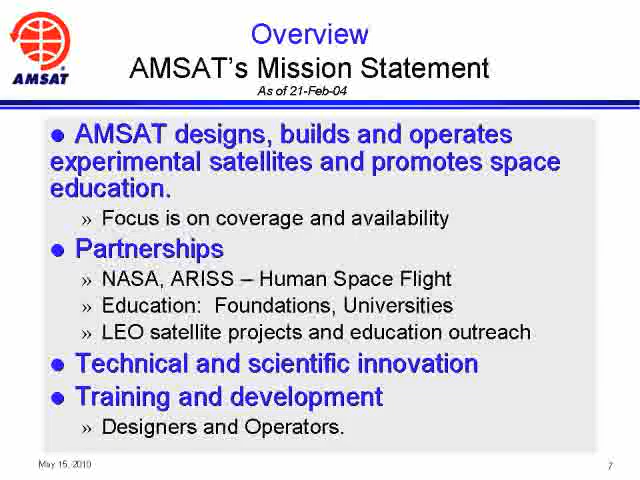 Overview
AMSAT's Mission Statement
As of 21-Feb-04
AMSAT
● AMSAT designs, builds and operates
experimental satellites and promotes space
education.
» Focus is on coverage and availability
● Partnerships
» NASA, ARISS – Human Space Flight
» Education: Foundations, Universities
» LEO satellite projects and education outreach
● Technical and scientific innovation
● Training and development
» Designers and Operators.
May 15, 2010
7